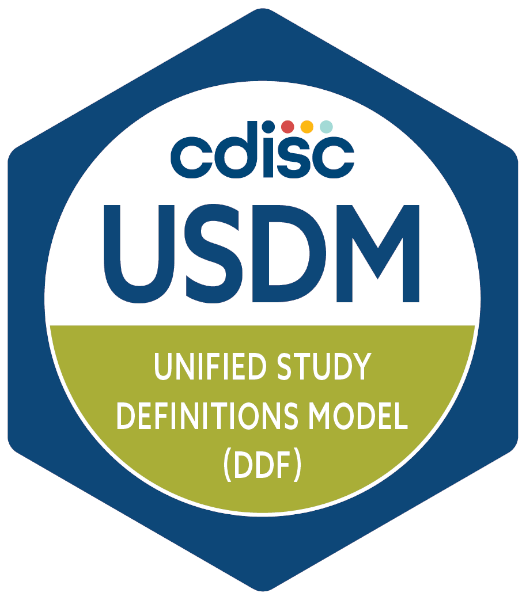 cdisc
USDM
UNIFIED STUDY
DEFINITIONS MODEL
(DDF)